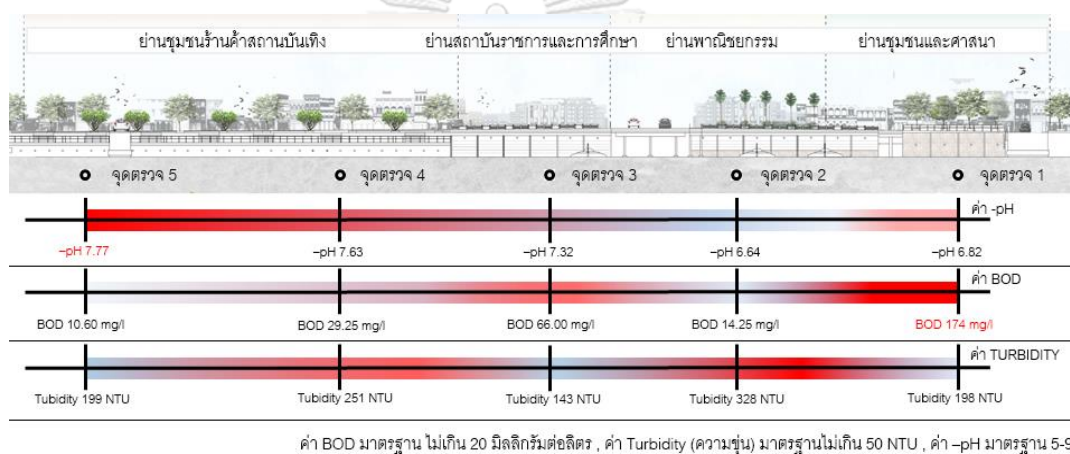 ย่านชุมชนร้านค้าสถานบันเทิง ย่านสถาบันราชการและการศึกษา ย่านพาณิชยกรรม ย่านชุมชนและศาสนา
จุดตรวจ 5 จุดตรวจ 4 จุดตรวจ 3 จุดตรวจ 2 จุดตรวจ 1
ค่า -pH
–pH 7.77 –pH 7.63 –pH 7.32 –pH 6.64 –pH 6.82
ค่า BOD
BOD 10.60 mg/l BOD 29.25 mg/l BOD 66.00 mg/l BOD 14.25 mg/l BOD 174 mg/l
ค่า TURBIDITY
Tubidity 199 NTU Tubidity 251 NTU Tubidity 143 NTU Tubidity 328 NTU Tubidity 198 NTU
ค่า BOD มาตรฐาน ไม่เกิน 20 มิลลิกรัมต่อลิตร , ค่า Turbidity (ความขุ่น) มาตรฐานไม่เกิน 50 NTU , ค่า –pH มาตรฐาน 5-9